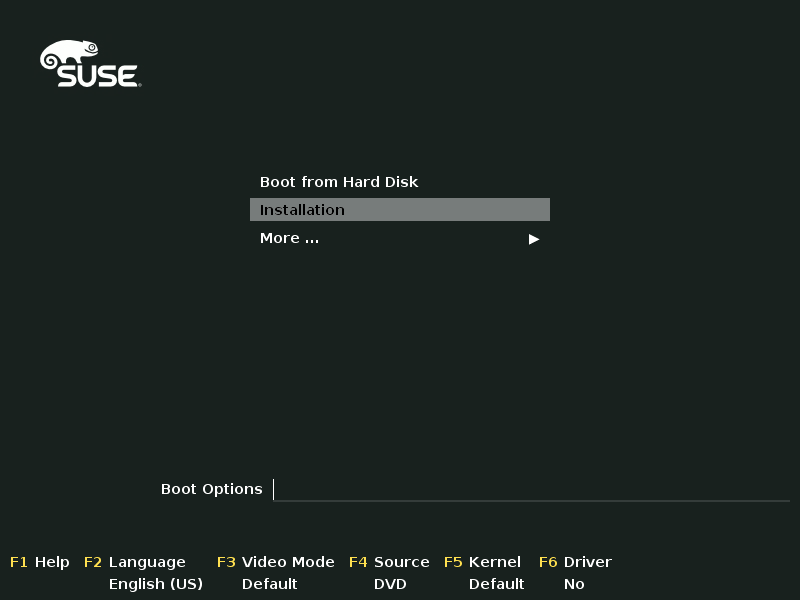 SUSE
Boot from Hard Disk
Installation
More ...
Boot Options
F1 Help F2 Language F3 Video Mode F4 Source F5 Kernel F6 Driver
English (US) Default DVD Default No